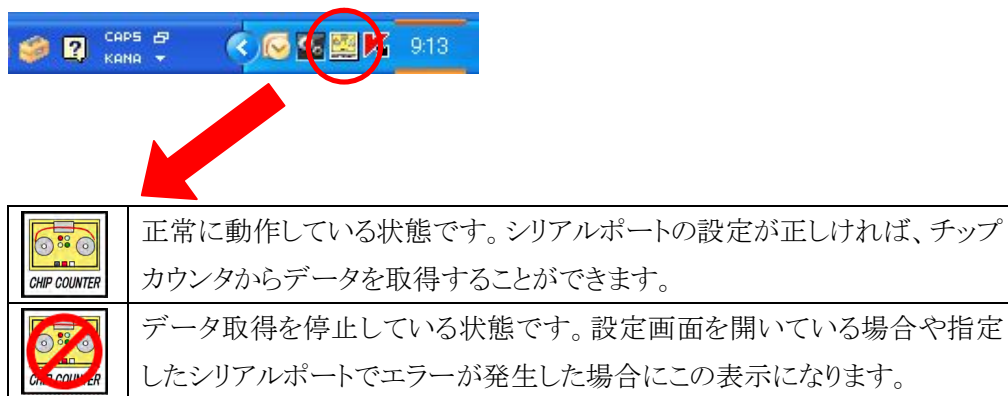 CAPS
KANA
9:13
正常に動作している状態です。シリアルポートの設定が正しければ、チップ
カウンタからデータを取得することができます。
CHIP COUNTER
データ取得を停止している状態です。設定画面を開いている場合や指定
したシリアルポートでエラーが発生した場合にこの表示になります。
CHIP COUNTER